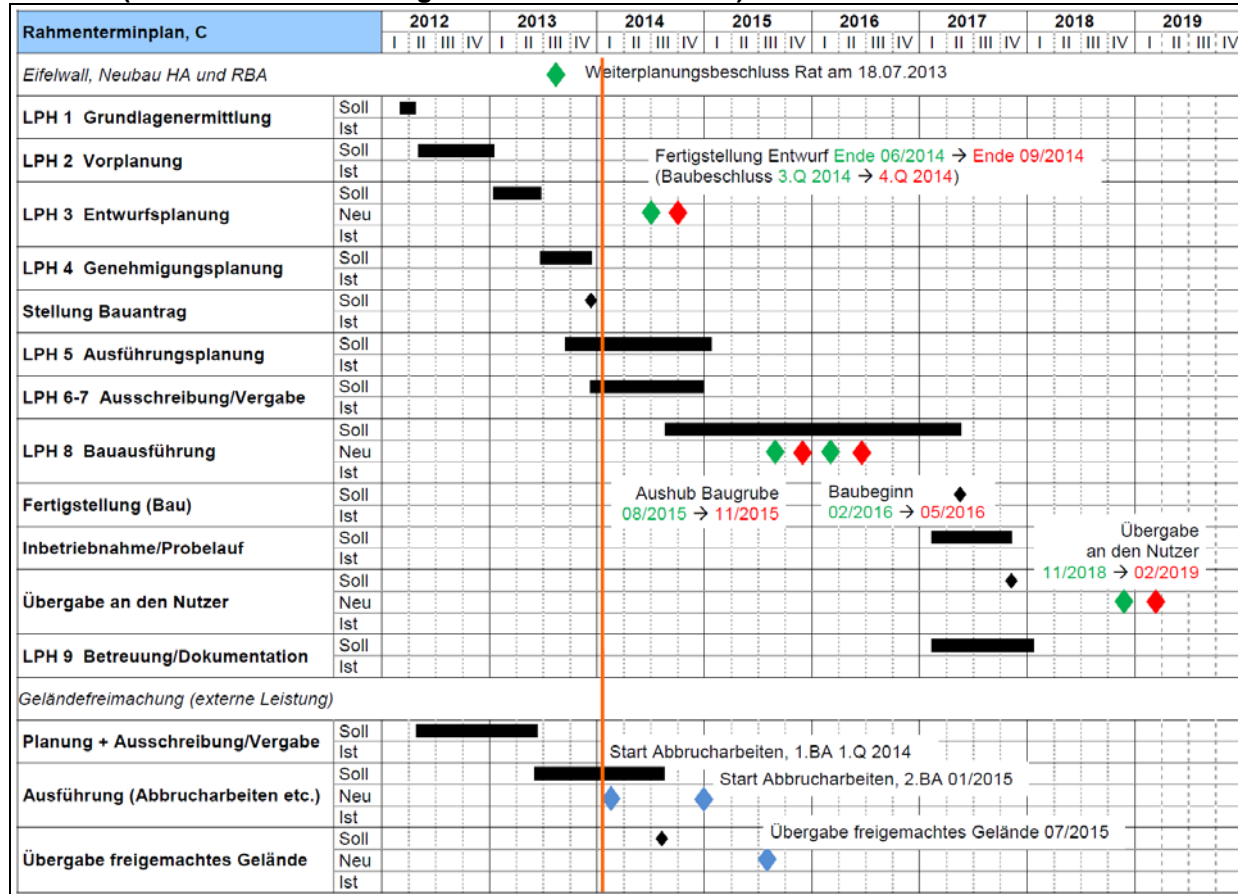 Rahmenterminplan, C
2012 2013 2014 2015 2016 2017 2018 2019
I II III IV I II III IV I II III IV I II III IV I II III IV I II III IV I II III IV I II III IV
Eifelwall, Neubau HA und RBA
Weiterplanungsbeschluss Rat am 18.07.2013
LPH 1 Grundlagenermittlung
Soll
Ist
LPH 2 Vorplanung
Soll
Ist
Fertigstellung Entwurf Ende 06/2014 → Ende 09/2014
(Baubeschluss 3.Q 2014 → 4.Q 2014)
LPH 3 Entwurfsplanung
Soll
Neu
Ist
LPH 4 Genehmigungsplanung
Soll
Ist
Stellung Bauantrag
Soll
Ist
LPH 5 Ausführungsplanung
Soll
Ist
LPH 6-7 Ausschreibung/Vergabe
Soll
Ist
LPH 8 Bauausführung
Soll
Neu
Ist
Aushub Baugrube
08/2015 → 11/2015
Baubeginn
02/2016 → 05/2016
Fertigstellung (Bau)
Soll
Ist
Inbetriebnahme/Probelauf
Soll
Ist
Übergabe
an den Nutzer
11/2018 → 02/2019
Übergabe an den Nutzer
Soll
Neu
Ist
LPH 9 Betreuung/Dokumentation
Soll
Ist
Geländefreimachung (externe Leistung)
Planung + Ausschreibung/Vergabe
Soll
Ist
Start Abbrucharbeiten, 1.BA 1.Q 2014
Ausführung (Abbrucharbeiten etc.)
Soll
Neu
Ist
Start Abbrucharbeiten, 2.BA 01/2015
Übergabe freigemachtes Gelände
Soll
Neu
Ist
Übergabe freigemachtes Gelände 07/2015